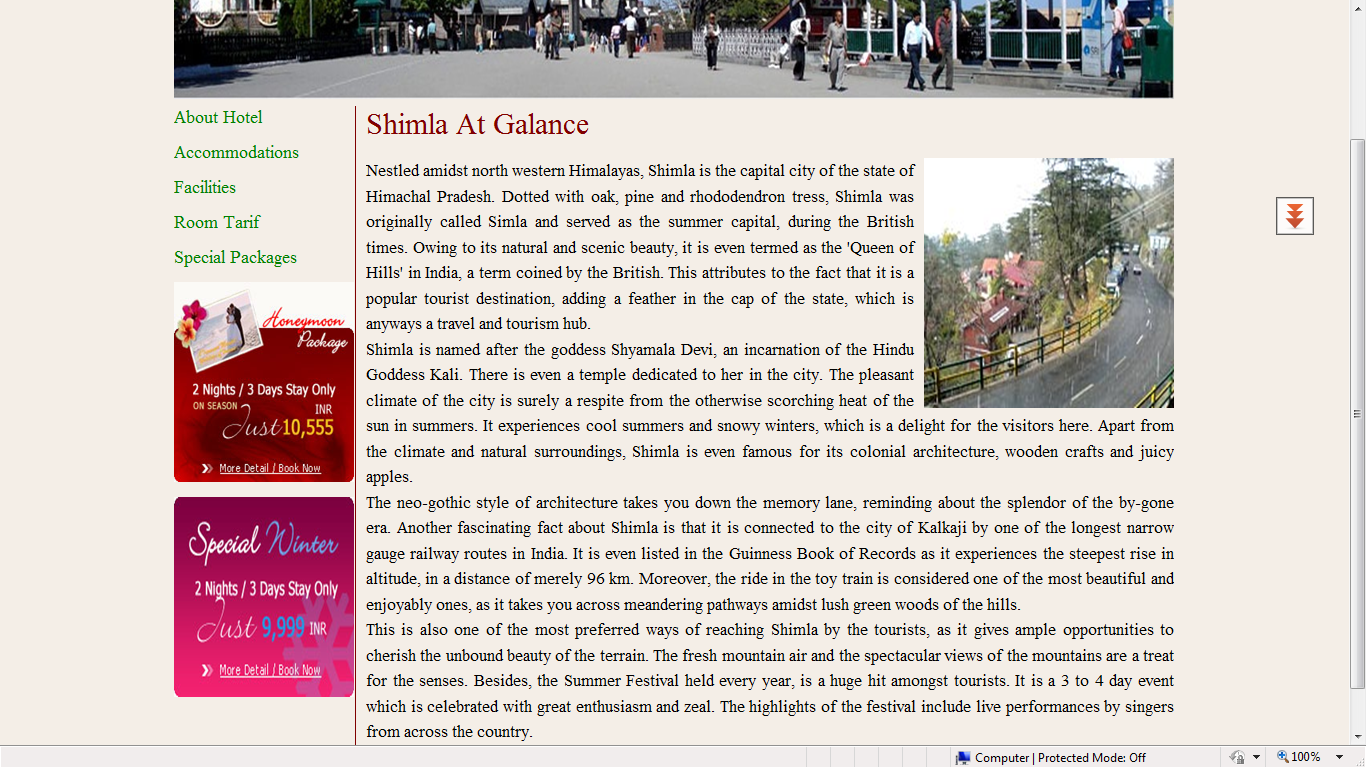 SBI
About Hotel
Accommodations
Facilities
Room Tarif
Special Packages
Honeymoon
Package
2 Nights / 3 Days Stay Only
ON SEASON
INR
Just 10,555
More Detail / Book Now
Special Winter
2 Nights / 3 Days Stay Only
Just 9,999 INR
More Detail / Book Now
Shimla At Galance
Nestled amidst north western Himalayas, Shimla is the capital city of the state of
Himachal Pradesh. Dotted with oak, pine and rhododendron tress, Shimla was
originally called Simla and served as the summer capital, during the British
times. Owing to its natural and scenic beauty, it is even termed as the 'Queen of
Hills' in India, a term coined by the British. This attributes to the fact that it is a
popular tourist destination, adding a feather in the cap of the state, which is
anyways a travel and tourism hub.
Shimla is named after the goddess Shyamala Devi, an incarnation of the Hindu
Goddess Kali. There is even a temple dedicated to her in the city. The pleasant
climate of the city is surely a respite from the otherwise scorching heat of the
sun in summers. It experiences cool summers and snowy winters, which is a delight for the visitors here. Apart from
the climate and natural surroundings, Shimla is even famous for its colonial architecture, wooden crafts and juicy
apples.
The neo-gothic style of architecture takes you down the memory lane, reminding about the splendor of the by-gone
era. Another fascinating fact about Shimla is that it is connected to the city of Kalkaji by one of the longest narrow
gauge railway routes in India. It is even listed in the Guinness Book of Records as it experiences the steepest rise in
altitude, in a distance of merely 96 km. Moreover, the ride in the toy train is considered one of the most beautiful and
enjoyably ones, as it takes you across meandering pathways amidst lush green woods of the hills.
This is also one of the most preferred ways of reaching Shimla by the tourists, as it gives ample opportunities to
cherish the unbound beauty of the terrain. The fresh mountain air and the spectacular views of the mountains are a treat
for the senses. Besides, the Summer Festival held every year, is a huge hit amongst tourists. It is a 3 to 4 day event
which is celebrated with great enthusiasm and zeal. The highlights of the festival include live performances by singers
from across the country.
Computer | Protected Mode: Off
100%